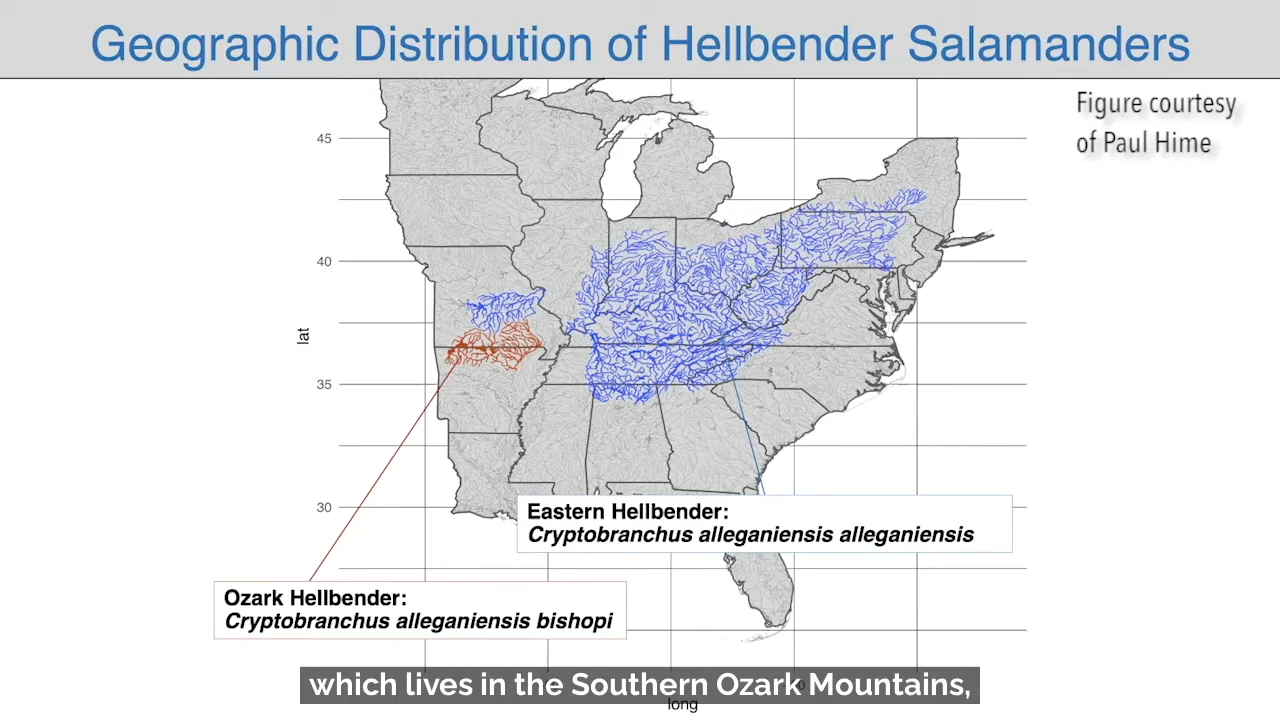 Geographic Distribution of Hellbender Salamanders
Figure courtesy
of Paul Hime
45
40
35
30
lat
Eastern Hellbender:
Cryptobranchus alleganiensis alleganiensis
Ozark Hellbender:
Cryptobranchus alleganiensis bishopi
which lives in the Southern Ozark Mountains,
long